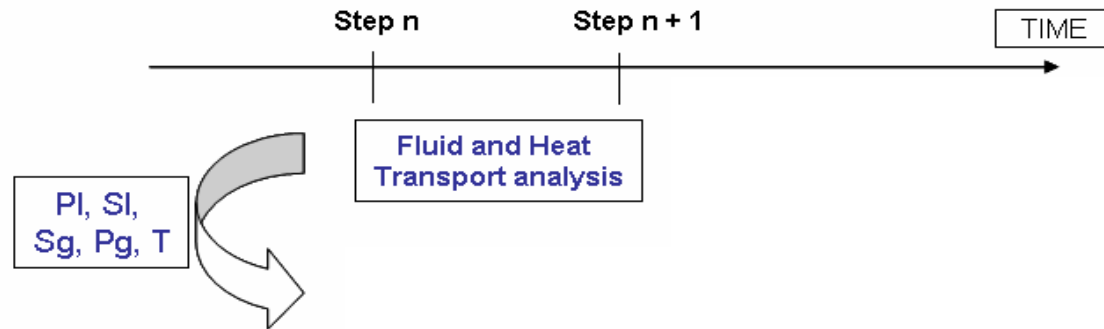 Step n
Step n + 1
TIME
Fluid and Heat
Transport analysis
Pl, Sl,
Sg, Pg, T